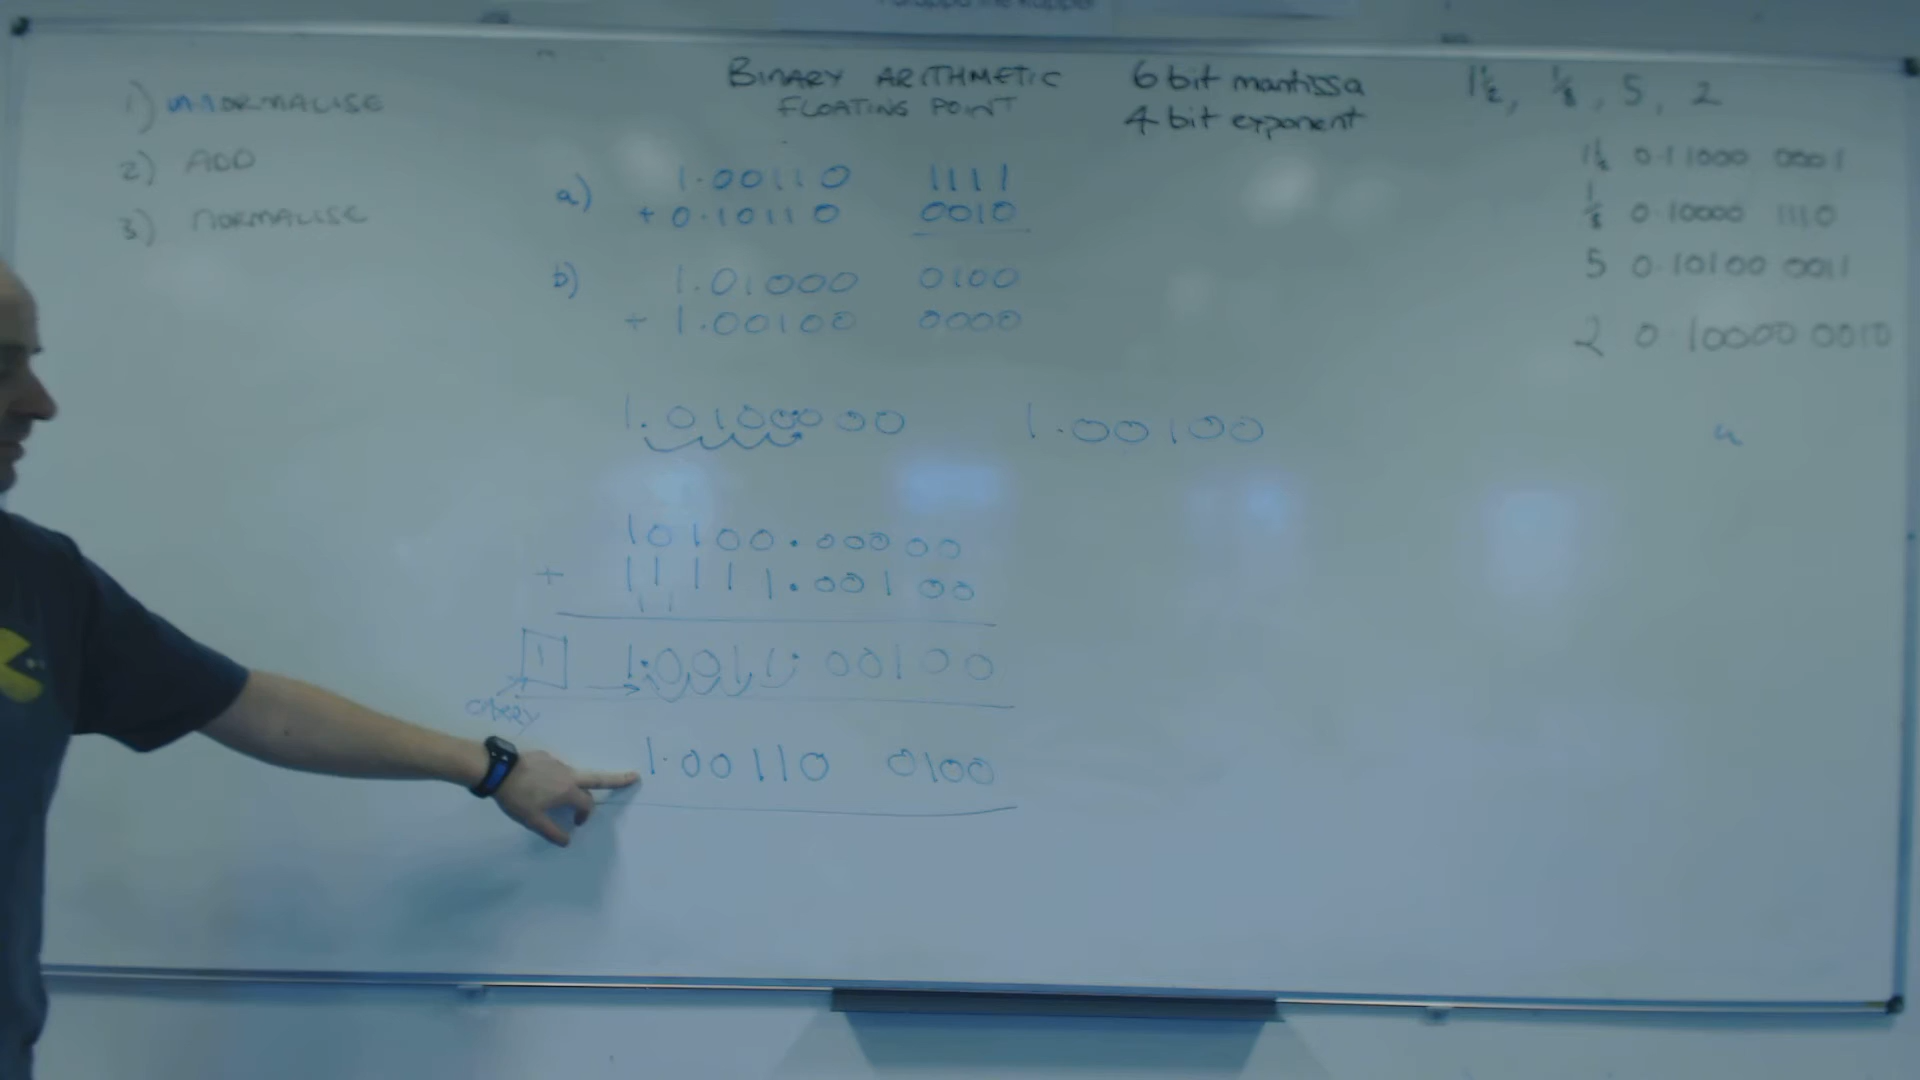 1) UNNORMALISE
2) ADD
3) NORMALISE
BINARY ARITHMETIC
FLOATING POINT
6 bit mantissa
4 bit exponent
1½, ⅛, 5, 2
1½ 0.11000 0001
⅛ 0.10000 1110
5 0.10100 0011
2 0.10000 0010
a) 1.00110 1111
+ 0.10110 0010
b) 1.01000 0100
+ 1.00100 0000
1.0100000 1.00100
10100.00000
+ 11111.00100
1 1
1 1.0011.00100
CARRY
1.00110 0100